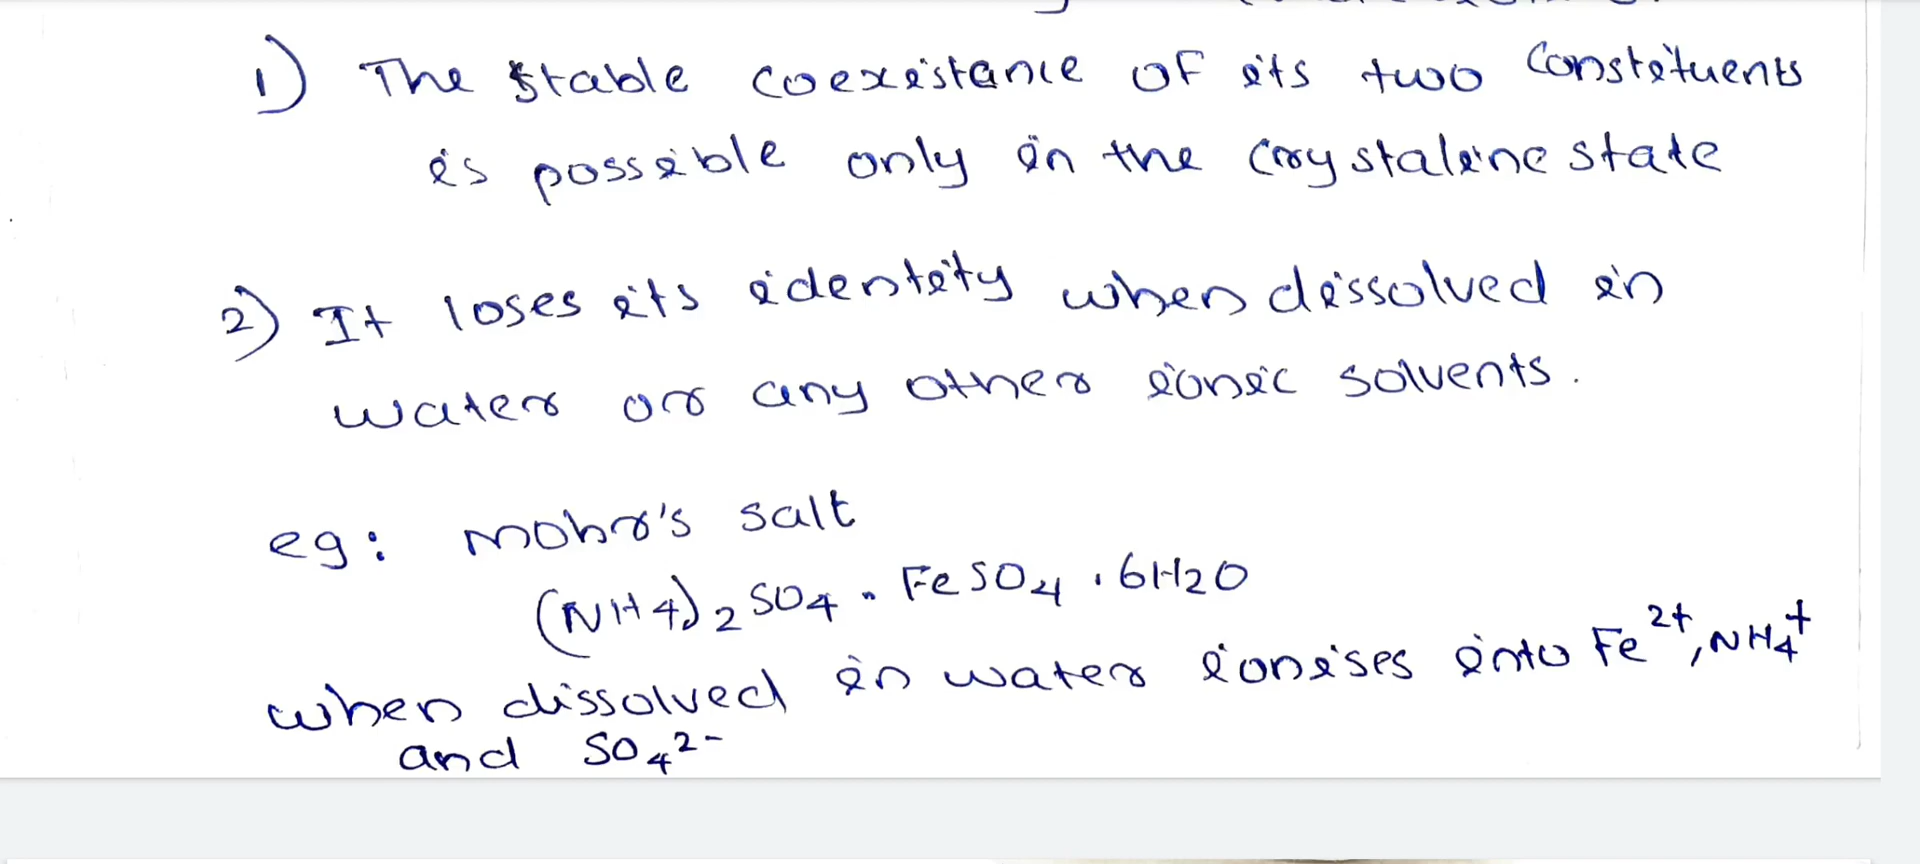 1) The stable coexistance of its two constituents
is possible only in the crystaline state
2) It loses its identity when dissolved in
water or any other ionic solvents.
eg: mohr's salt
(NH4)2 SO4 . FeSO4 . 6H2O
when dissolved in water ionises into Fe2+, NH4+
and SO4 2-